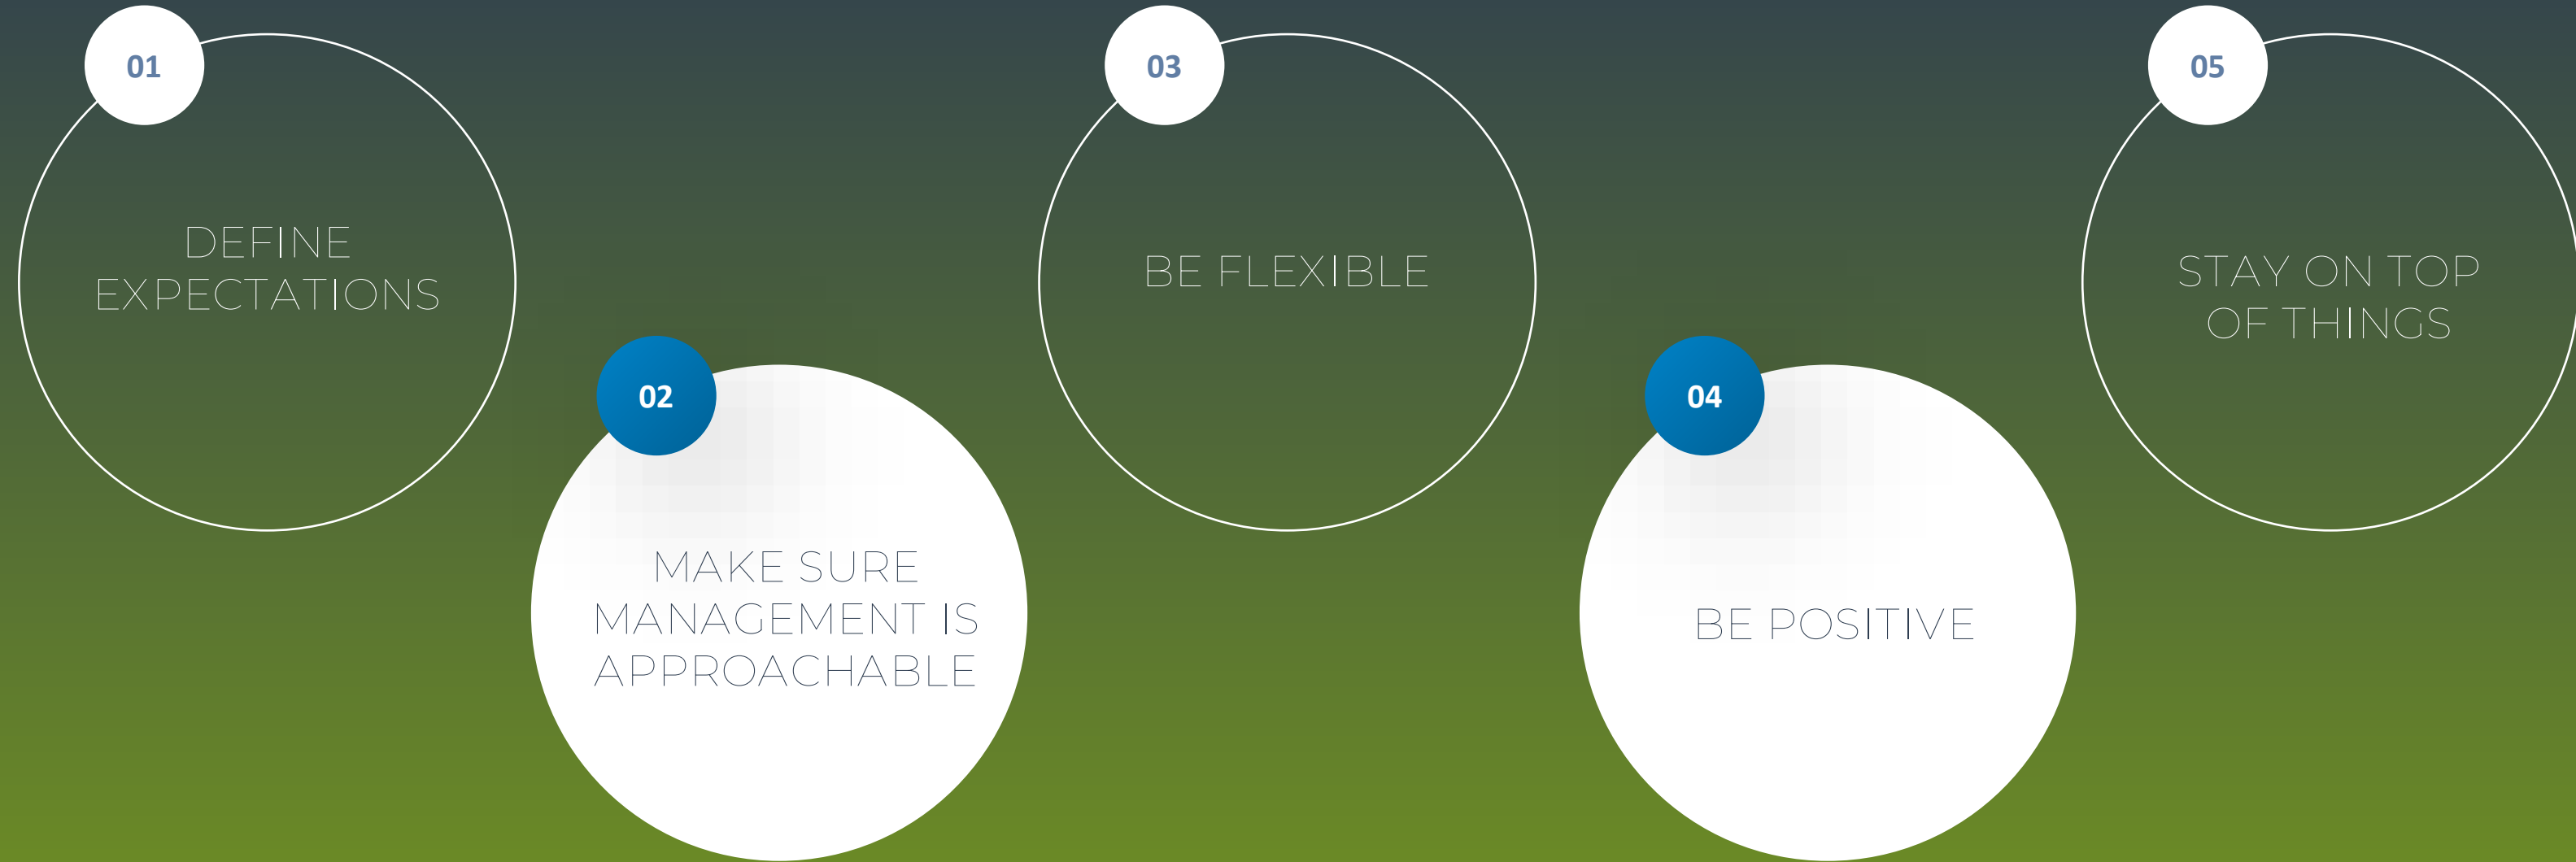 01
DEFINE
EXPECTATIONS
02
MAKE SURE
MANAGEMENT IS
APPROACHABLE
03
BE FLEXIBLE
04
BE POSITIVE
05
STAY ON TOP
OF THINGS